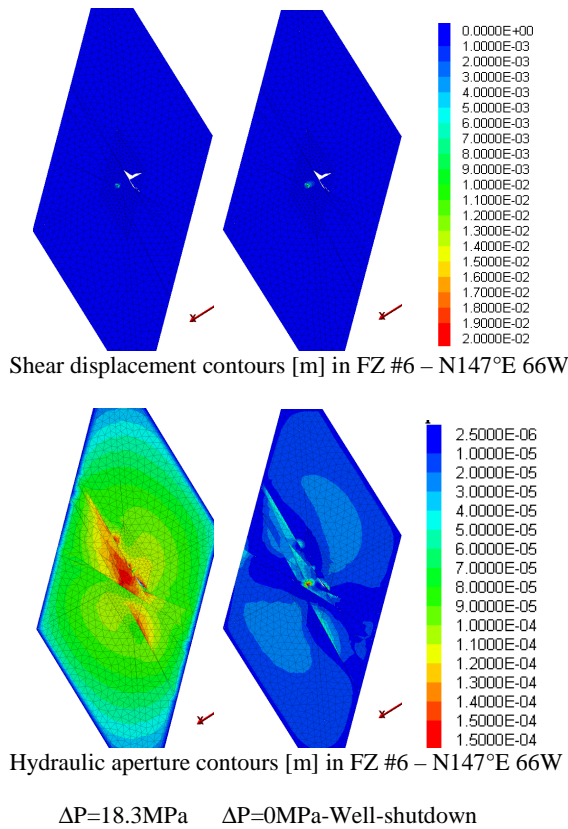 0.0000E+00
1.0000E-03
2.0000E-03
3.0000E-03
4.0000E-03
5.0000E-03
6.0000E-03
7.0000E-03
8.0000E-03
9.0000E-03
1.0000E-02
1.1000E-02
1.2000E-02
1.3000E-02
1.4000E-02
1.5000E-02
1.6000E-02
1.7000E-02
1.8000E-02
1.9000E-02
2.0000E-02
x x
Shear displacement contours [m] in FZ #6 – N147°E 66W
2.5000E-06
1.0000E-05
2.0000E-05
3.0000E-05
4.0000E-05
5.0000E-05
6.0000E-05
7.0000E-05
8.0000E-05
9.0000E-05
1.0000E-04
1.1000E-04
1.2000E-04
1.3000E-04
1.4000E-04
1.5000E-04
1.5000E-04
x x
Hydraulic aperture contours [m] in FZ #6 – N147°E 66W
ΔP=18.3MPa ΔP=0MPa-Well-shutdown